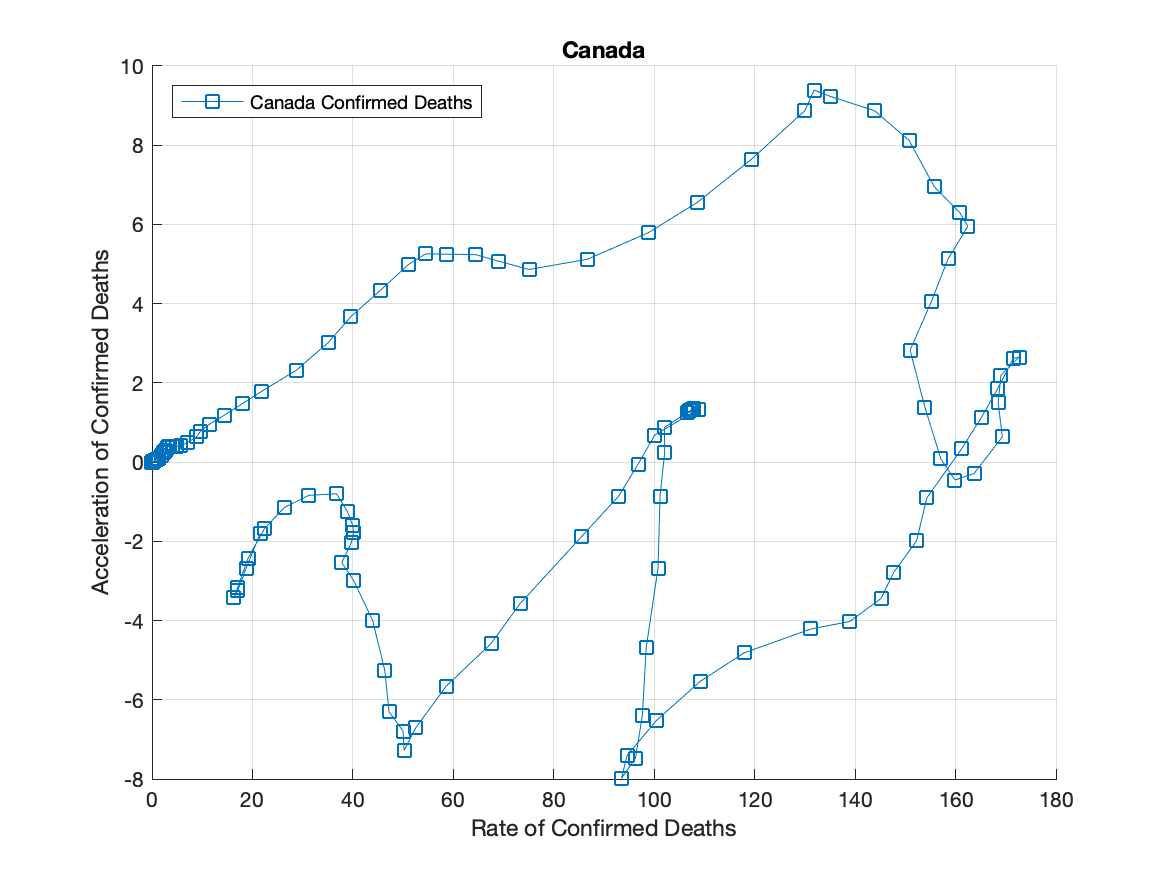 Canada
10
Canada Confirmed Deaths
8
6
4
2
0
-2
-4
-6
-8
Acceleration of Confirmed Deaths
0 20 40 60 80 100 120 140 160 180
Rate of Confirmed Deaths